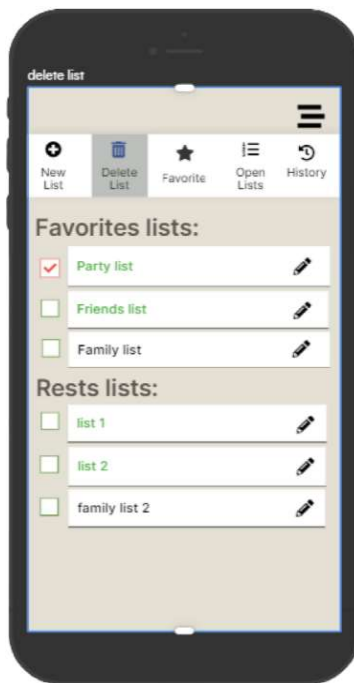 delete list
New List
Delete List
Favorite
Open Lists
History
Favorites lists:
Party list
Friends list
Family list
Rests lists:
list 1
list 2
family list 2